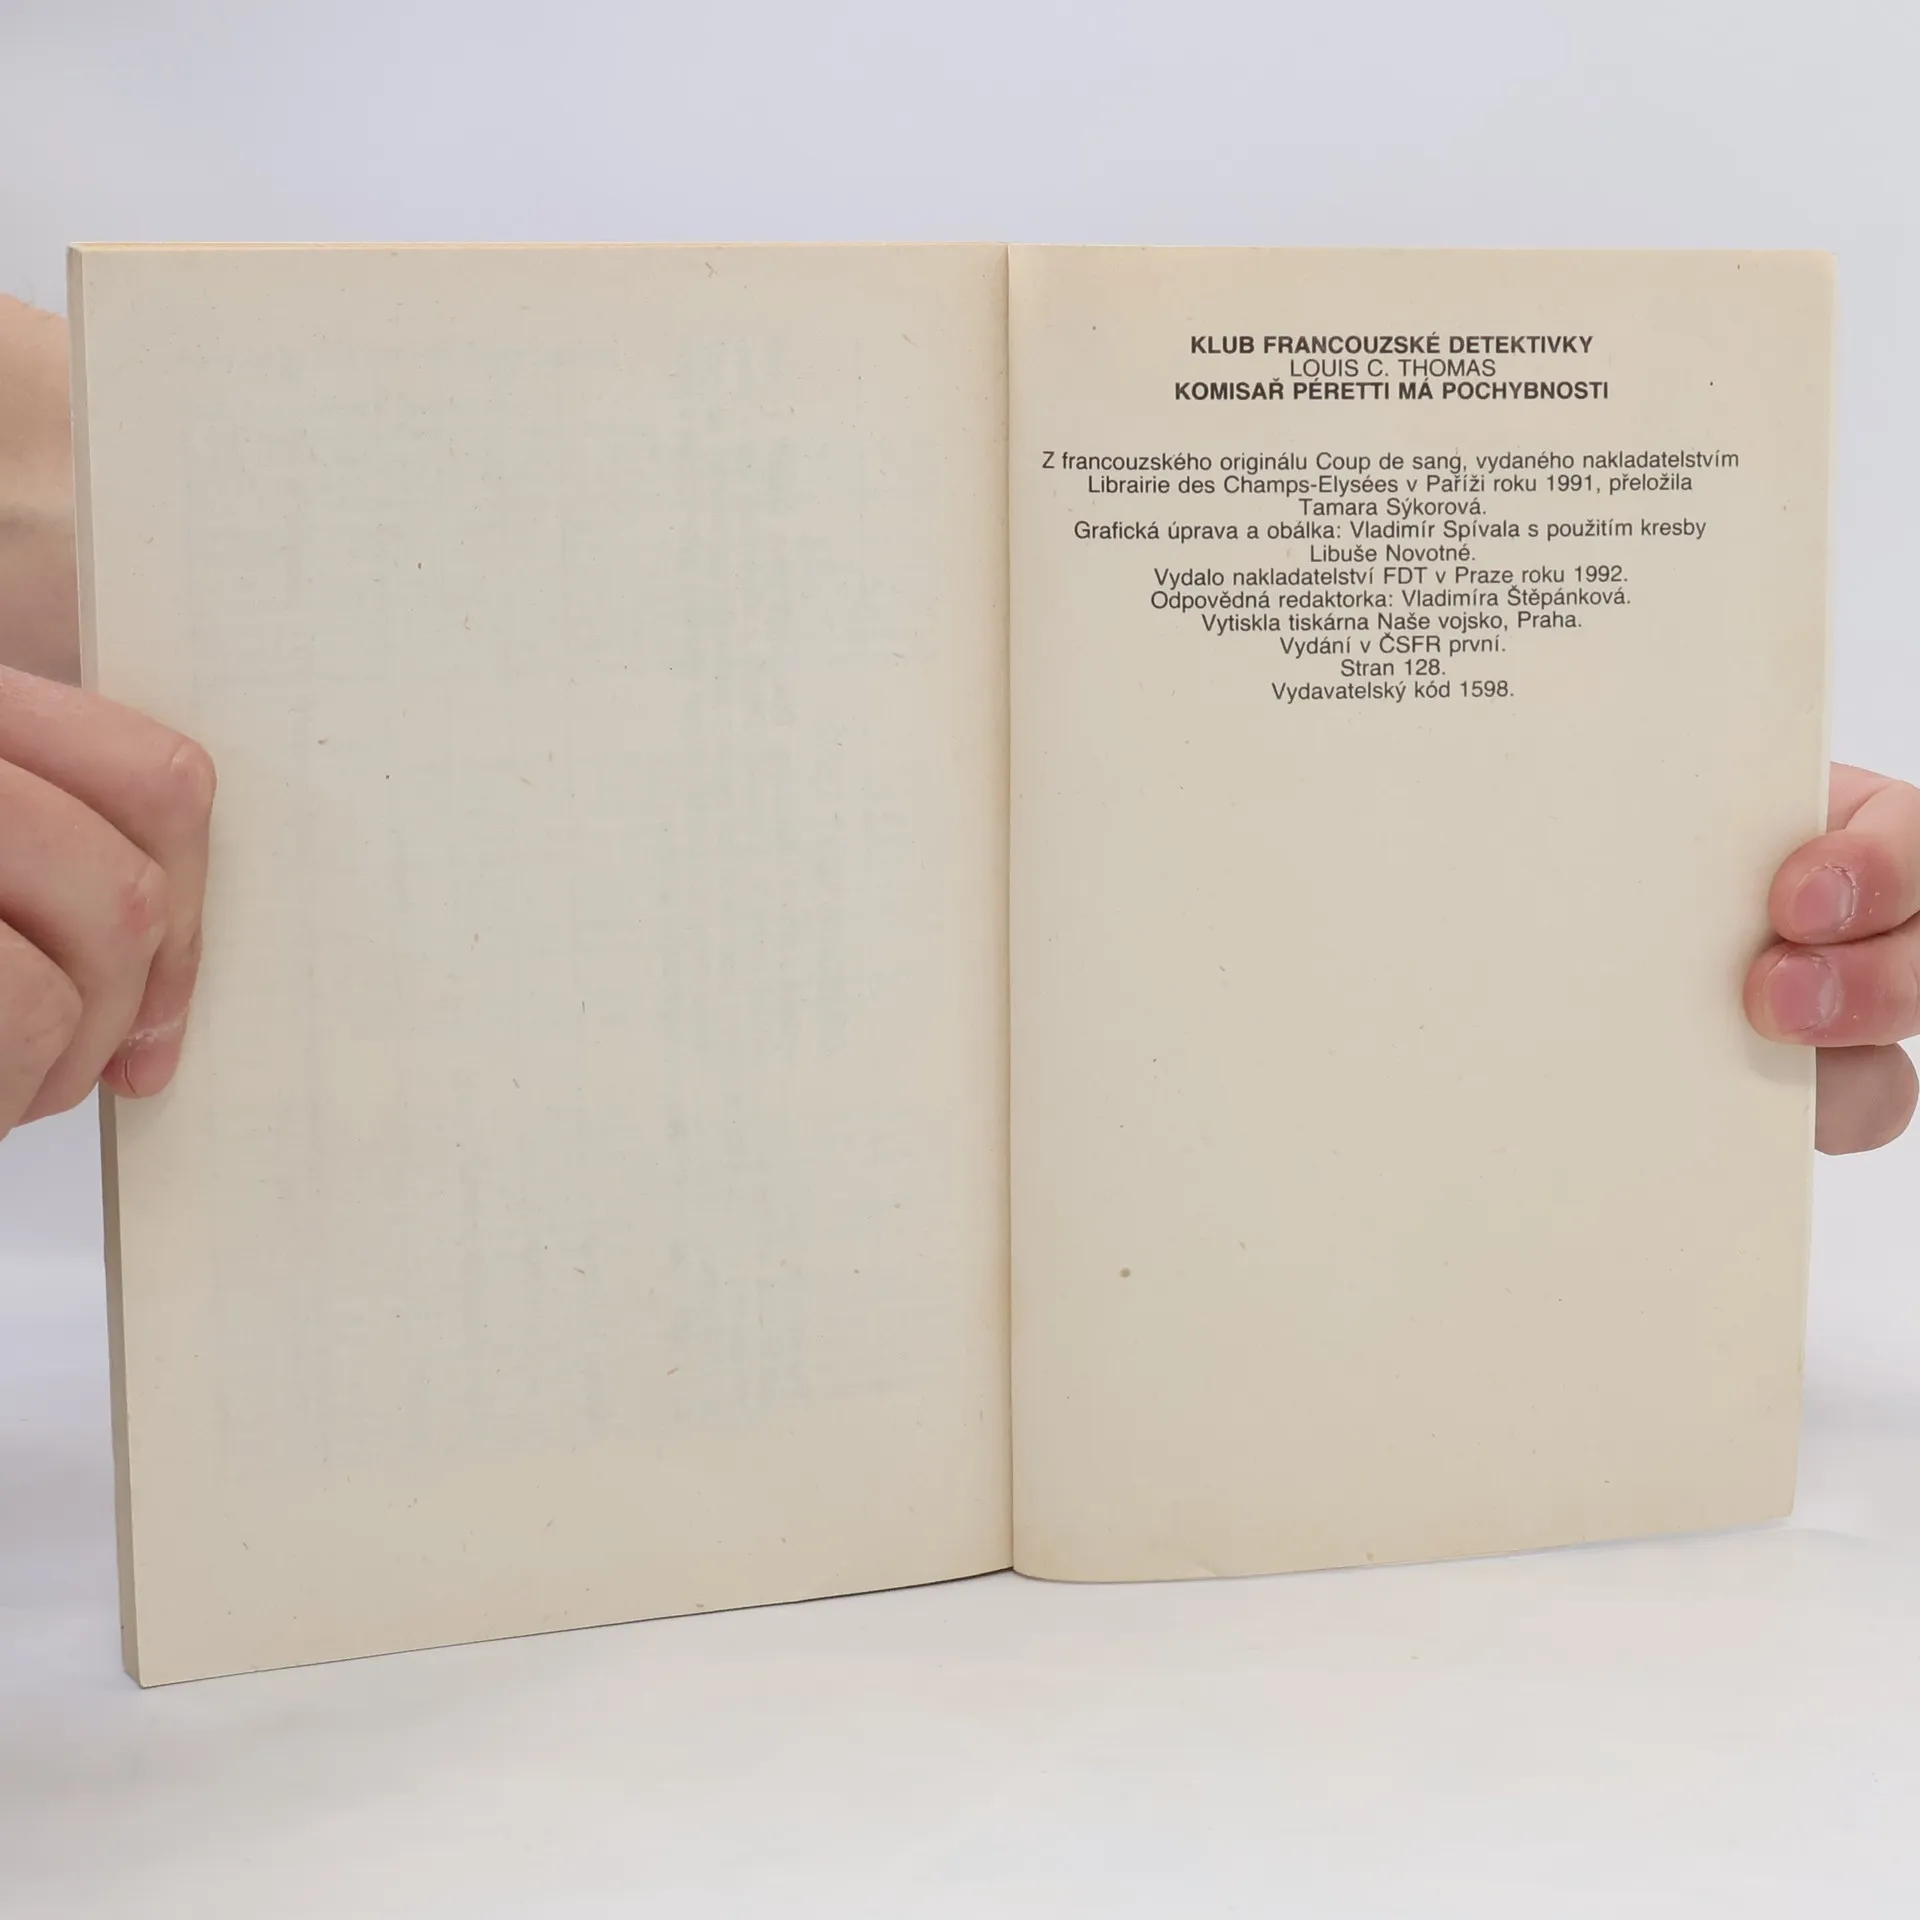 KLUB FRANCOUZSKÉ DETEKTIVKY
LOUIS C. THOMAS
KOMISAŘ PÉRETTI MÁ POCHYBNOSTI
Z francouzského originálu Coup de sang, vydaného nakladatelstvím
Librairie des Champs-Elysées v Paříži roku 1991, přeložila
Tamara Sýkorová.
Grafická úprava a obálka: Vladimír Spívala s použitím kresby
Libuše Novotné.
Vydalo nakladatelství FDT v Praze roku 1992.
Odpovědná redaktorka: Vladimíra Štěpánková.
Vytiskla tiskárna Naše vojsko, Praha.
Vydání v ČSFR první.
Stran 128.
Vydavatelský kód 1598.